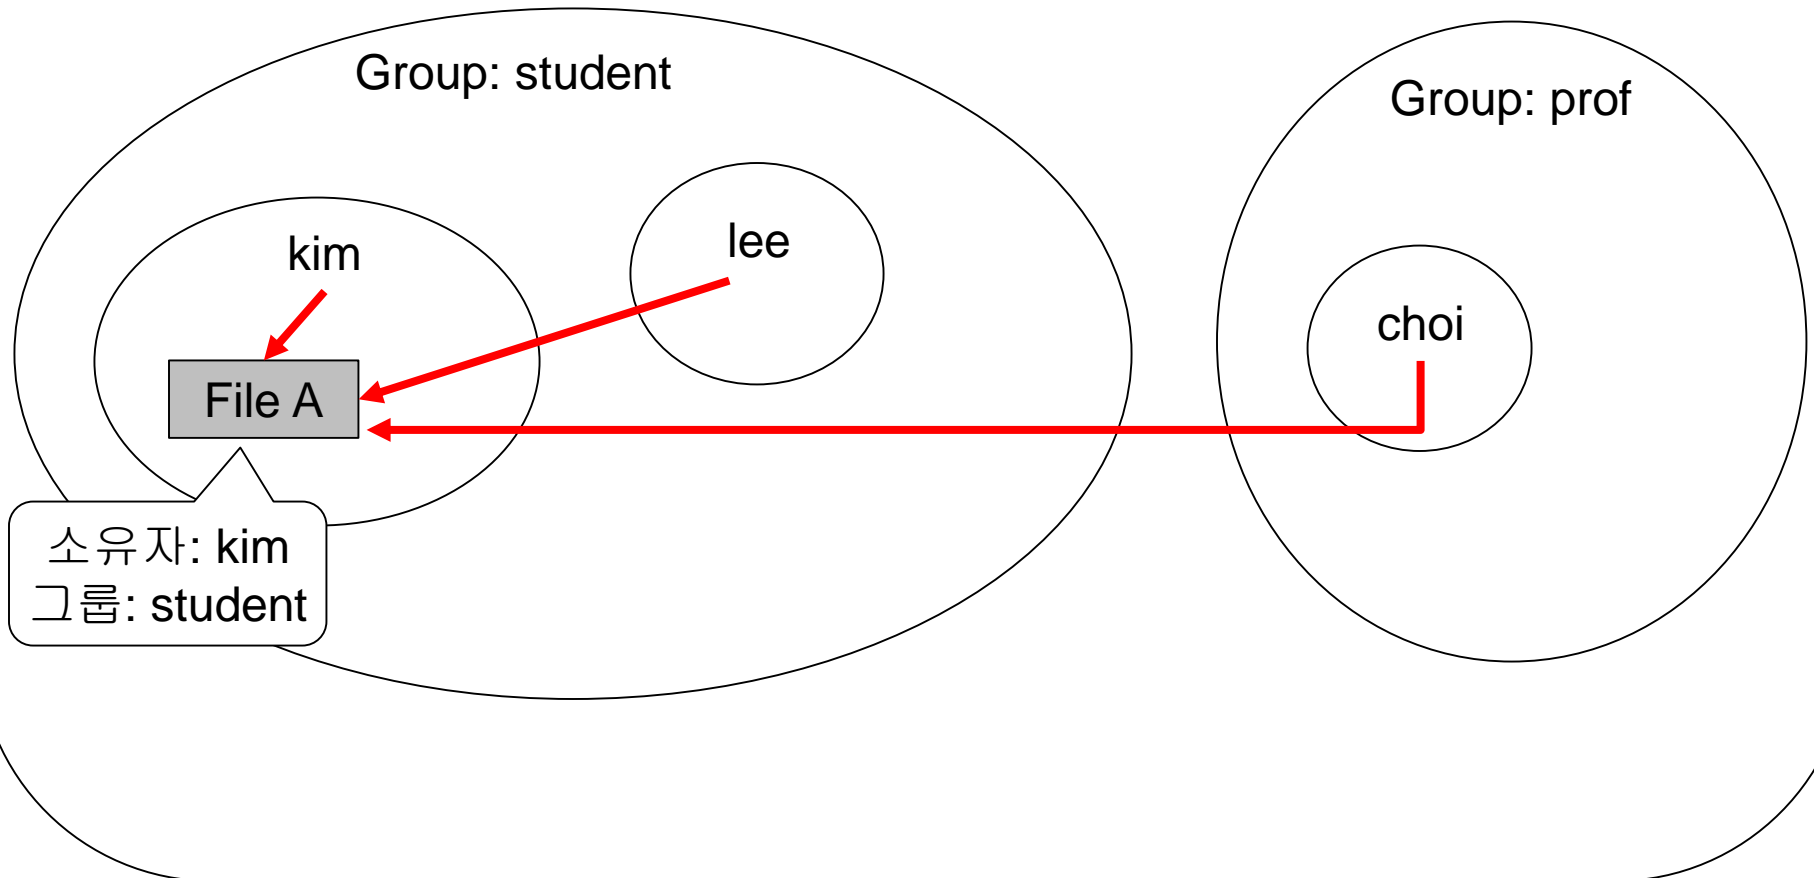 Group: student
Group: prof
kim
lee
choi
File A
소유자: kim
그룹: student